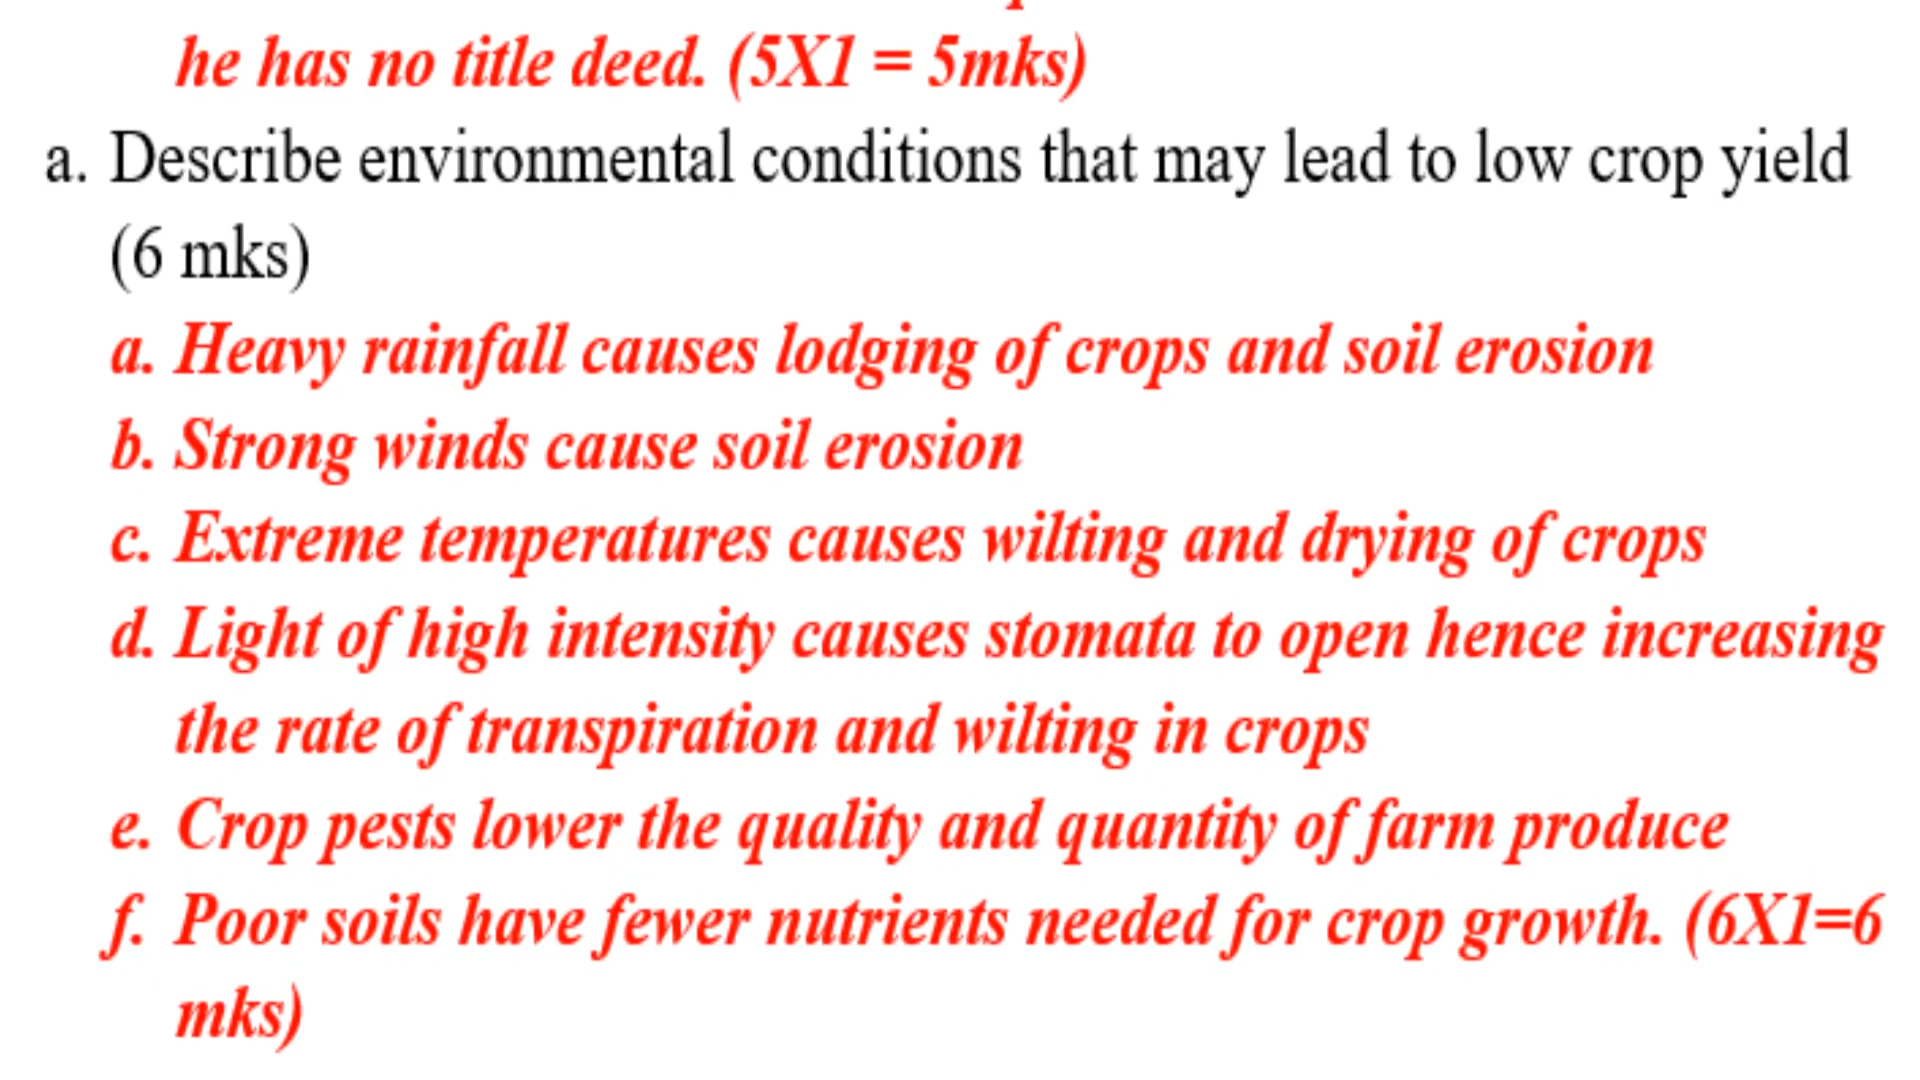 he has no title deed. (5X1 = 5mks)
a. Describe environmental conditions that may lead to low crop yield
(6 mks)
a. Heavy rainfall causes lodging of crops and soil erosion
b. Strong winds cause soil erosion
c. Extreme temperatures causes wilting and drying of crops
d. Light of high intensity causes stomata to open hence increasing
the rate of transpiration and wilting in crops
e. Crop pests lower the quality and quantity of farm produce
f. Poor soils have fewer nutrients needed for crop growth. (6X1=6
mks)